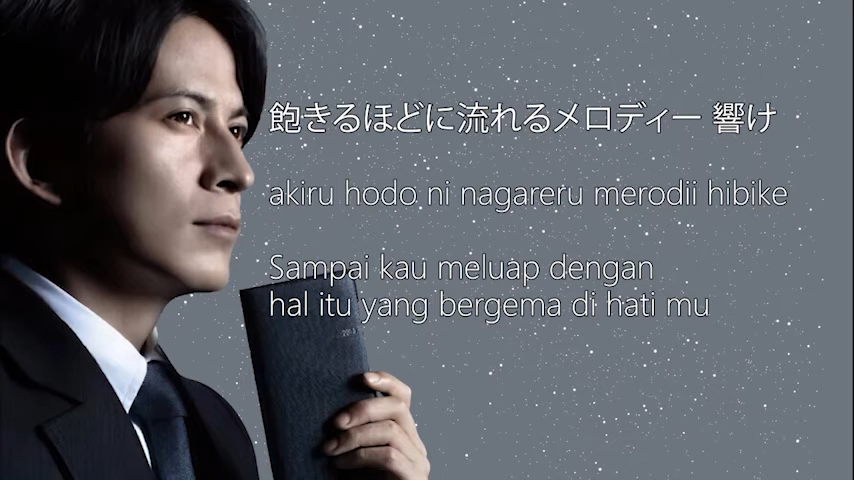 飽きるほどに流れるメロディー 響け
akiru hodo ni nagareru merodii hibike
Sampai kau meluap dengan
hal itu yang bergema di hati mu